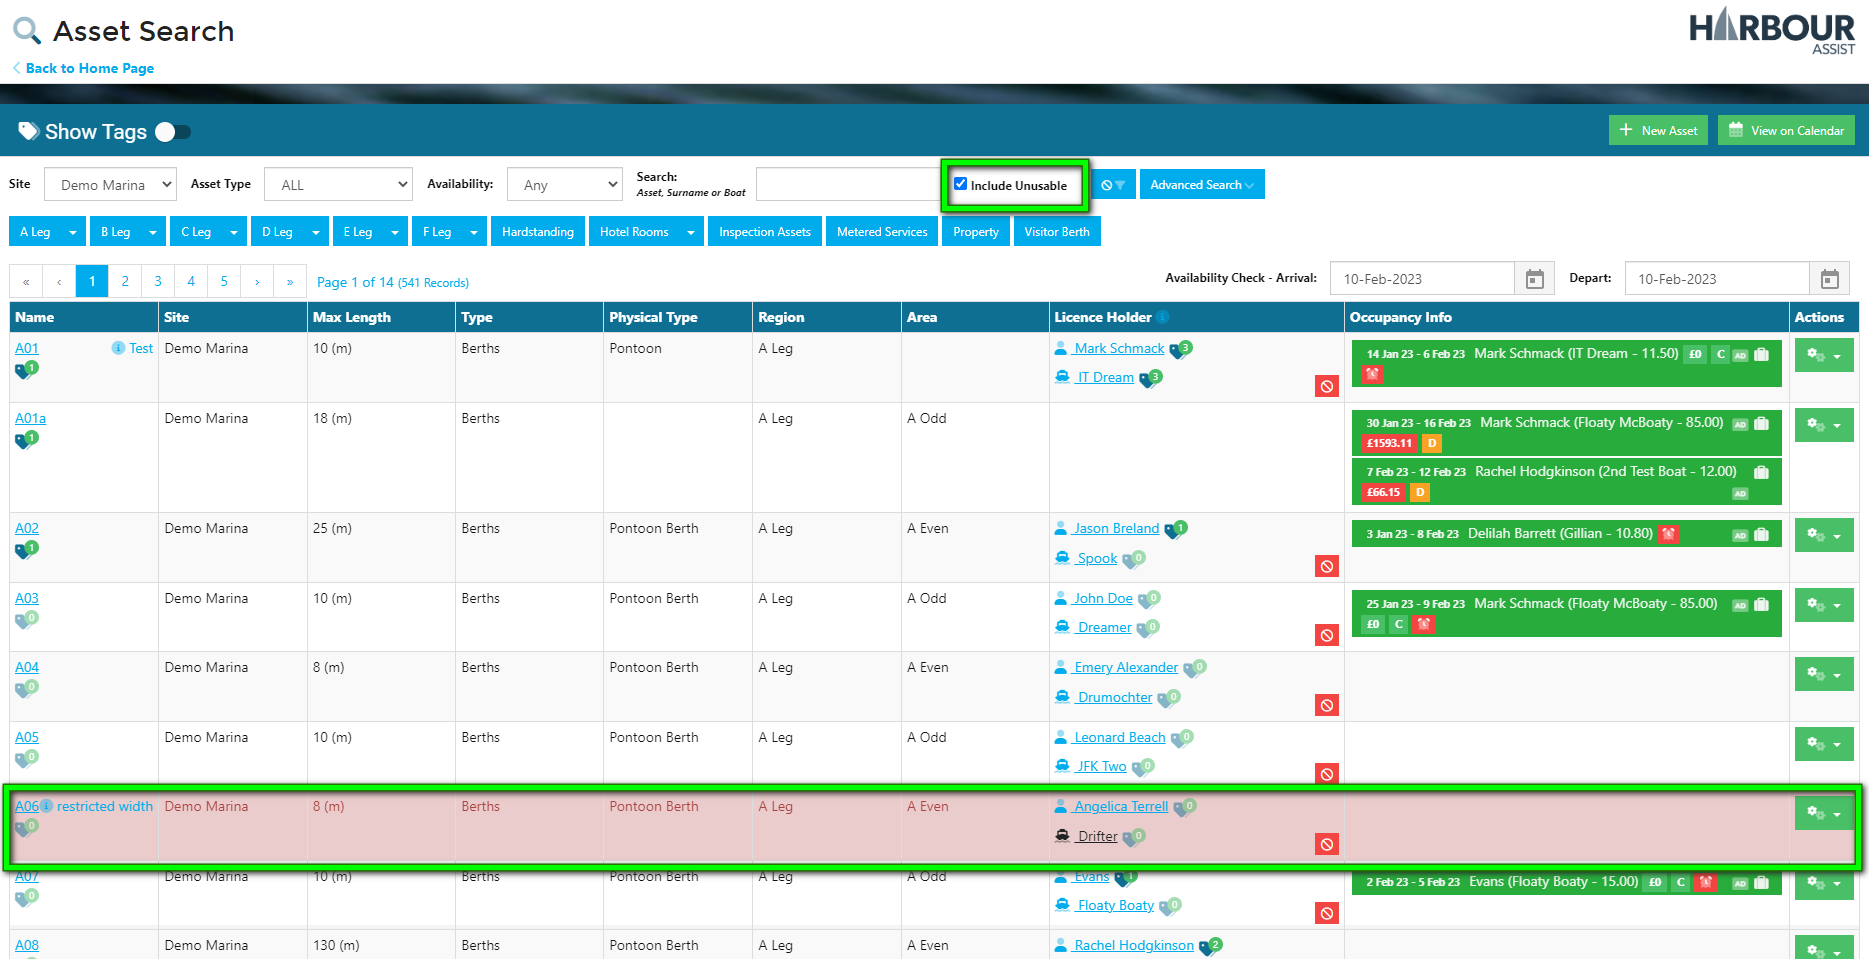 Asset Search
HARBOUR
ASSIST
Back to Home Page
Show Tags
New Asset
View on Calendar
Site
Demo Marina
Asset Type
ALL
Availability:
Any
Search:
Asset, Surname or Boat
Include Unusable
Advanced Search
A Leg
B Leg
C Leg
D Leg
E Leg
F Leg
Hardstanding
Hotel Rooms
Inspection Assets
Metered Services
Property
Visitor Berth
« ‹ 1 2 3 4 5 › »
Page 1 of 14 (541 Records)
Availability Check - Arrival:
10-Feb-2023
Depart:
10-Feb-2023
Name Site Max Length Type Physical Type Region Area Licence Holder Occupancy Info Actions
A01 Test Demo Marina 10 (m) Berths Pontoon A Leg Mark Schmack 3 14 Jan 23 - 6 Feb 23 Mark Schmack (IT Dream - 11.50) £0 C AD
1 IT Dream 3
A01a Demo Marina 18 (m) Berths A Leg A Odd 30 Jan 23 - 16 Feb 23 Mark Schmack (Floaty McBoaty - 85.00) AD
1 £1593.11 D
7 Feb 23 - 12 Feb 23 Rachel Hodgkinson (2nd Test Boat - 12.00)
£66.15 D AD
A02 Demo Marina 25 (m) Berths Pontoon Berth A Leg A Even Jason Breland 1 3 Jan 23 - 8 Feb 23 Delilah Barrett (Gillian - 10.80) AD
1 Spook 0
A03 Demo Marina 10 (m) Berths Pontoon Berth A Leg A Odd John Doe 0 25 Jan 23 - 9 Feb 23 Mark Schmack (Floaty McBoaty - 85.00) AD
0 Dreamer 0 £0 C
A04 Demo Marina 8 (m) Berths Pontoon Berth A Leg A Even Emery Alexander 0
0 Drumochter 0
A05 Demo Marina 10 (m) Berths Pontoon Berth A Leg A Odd Leonard Beach 0
0 JFK Two 0
A06 restricted width Demo Marina 8 (m) Berths Pontoon Berth A Leg A Even Angelica Terrell 0
0 Drifter 0
A07 Demo Marina 10 (m) Berths Pontoon Berth A Leg A Odd Evans 1 2 Feb 23 - 5 Feb 23 Evans (Floaty Boaty - 15.00) £0 C AD
0 Floaty Boaty 0
A08 Demo Marina 130 (m) Berths Pontoon Berth A Leg A Even Rachel Hodgkinson 2